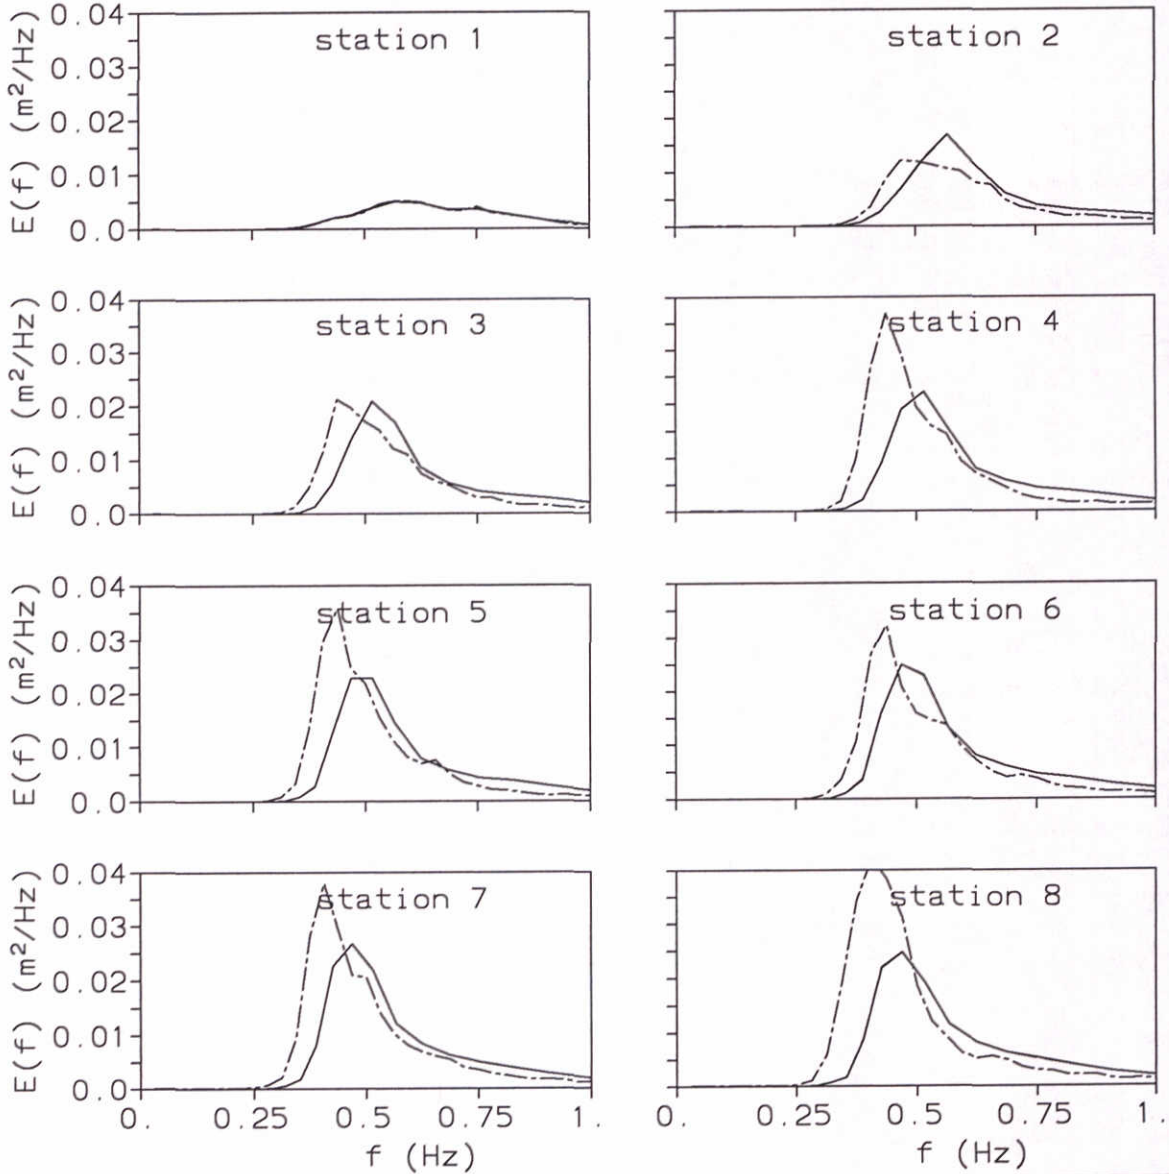 station 1
station 2
E(f) (m²/Hz)
0.04
0.03
0.02
0.01
0.0
station 3
station 4
E(f) (m²/Hz)
0.04
0.03
0.02
0.01
0.0
station 5
station 6
E(f) (m²/Hz)
0.04
0.03
0.02
0.01
0.0
station 7
station 8
E(f) (m²/Hz)
0.04
0.03
0.02
0.01
0.0
0. 0.25 0.5 0.75 1.
0. 0.25 0.5 0.75 1.
f (Hz)
f (Hz)